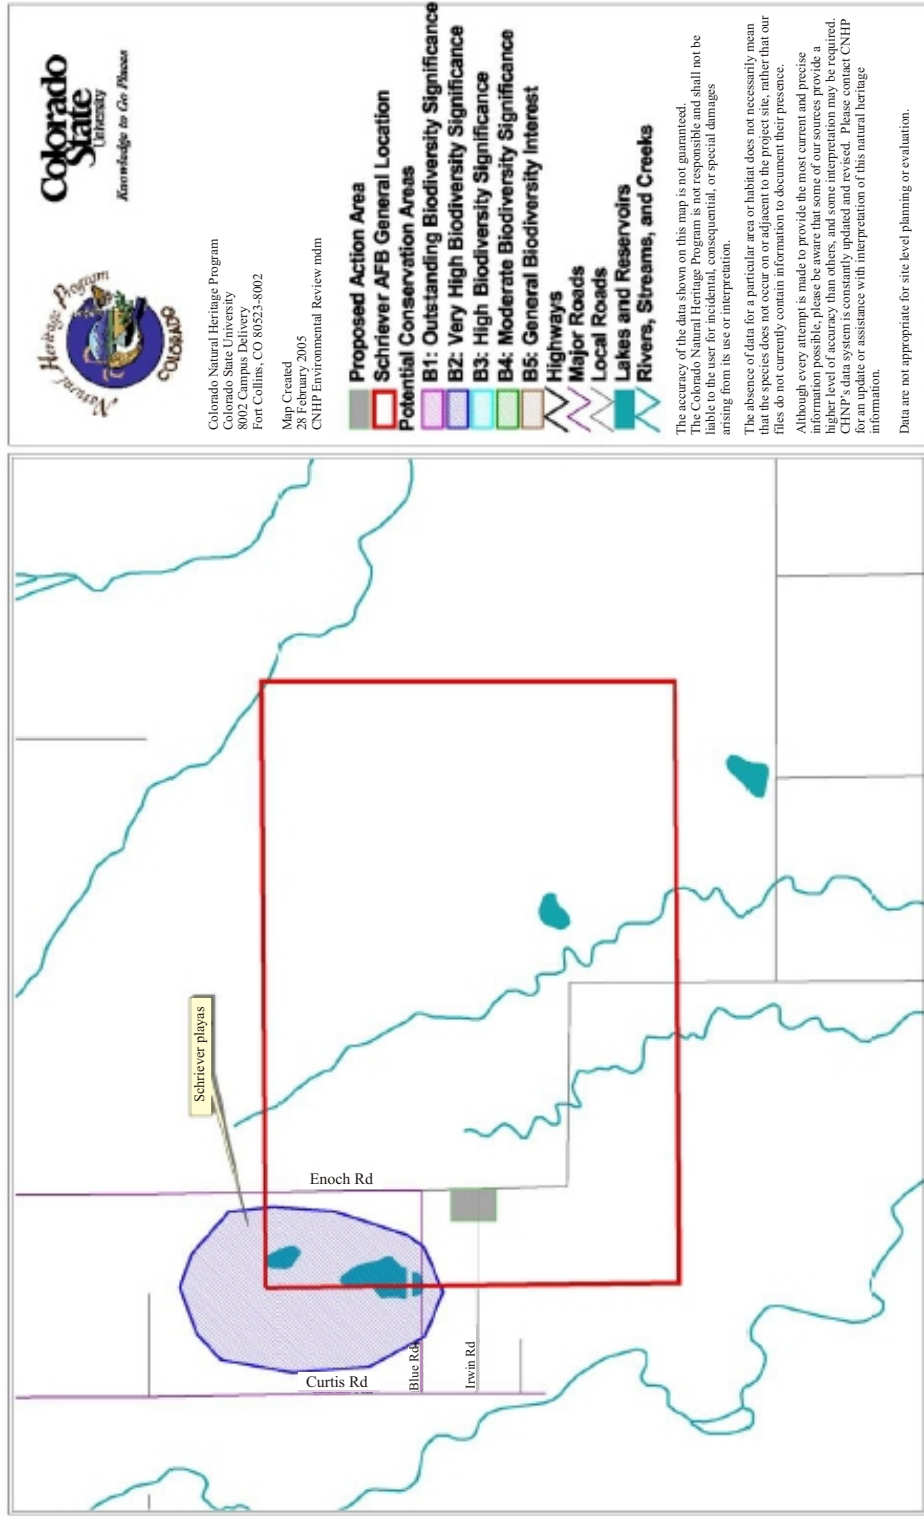 Natural Heritage Program
COLORADO
Colorado
State
University
Knowledge to Go Places
Colorado Natural Heritage Program
Colorado State University
8002 Campus Delivery
Fort Collins, CO 80523-8002
Map Created
28 February 2005
CNHP Environmental Review mdm
Proposed Action Area
Schriever AFB General Location
Potential Conservation Areas
B1: Outstanding Biodiversity Significance
B2: Very High Biodiversity Significance
B3: High Biodiversity Significance
B4: Moderate Biodiversity Significance
B5: General Biodiversity Interest
Highways
Major Roads
Local Roads
Lakes and Reservoirs
Rivers, Streams, and Creeks
The accuracy of the data shown on this map is not guaranteed.
The Colorado Natural Heritage Program is not responsible and shall not be
liable to the user for incidental, consequential, or special damages
arising from its use or interpretation.
The absence of data for a particular area or habitat does not necessarily mean
that the species does not occur on or adjacent to the project site, rather that our
files do not currently contain information to document their presence.
Although every attempt is made to provide the most current and precise
information possible, please be aware that some of our sources provide a
higher level of accuracy than others, and some interpretation may be required.
CHNP's data system is constantly updated and revised. Please contact CNHP
for an update or assistance with interpretation of this natural heritage
information.
Data are not appropriate for site level planning or evaluation.
Schriever playas
Enoch Rd
Curtis Rd
Blue Rd
Irwin Rd